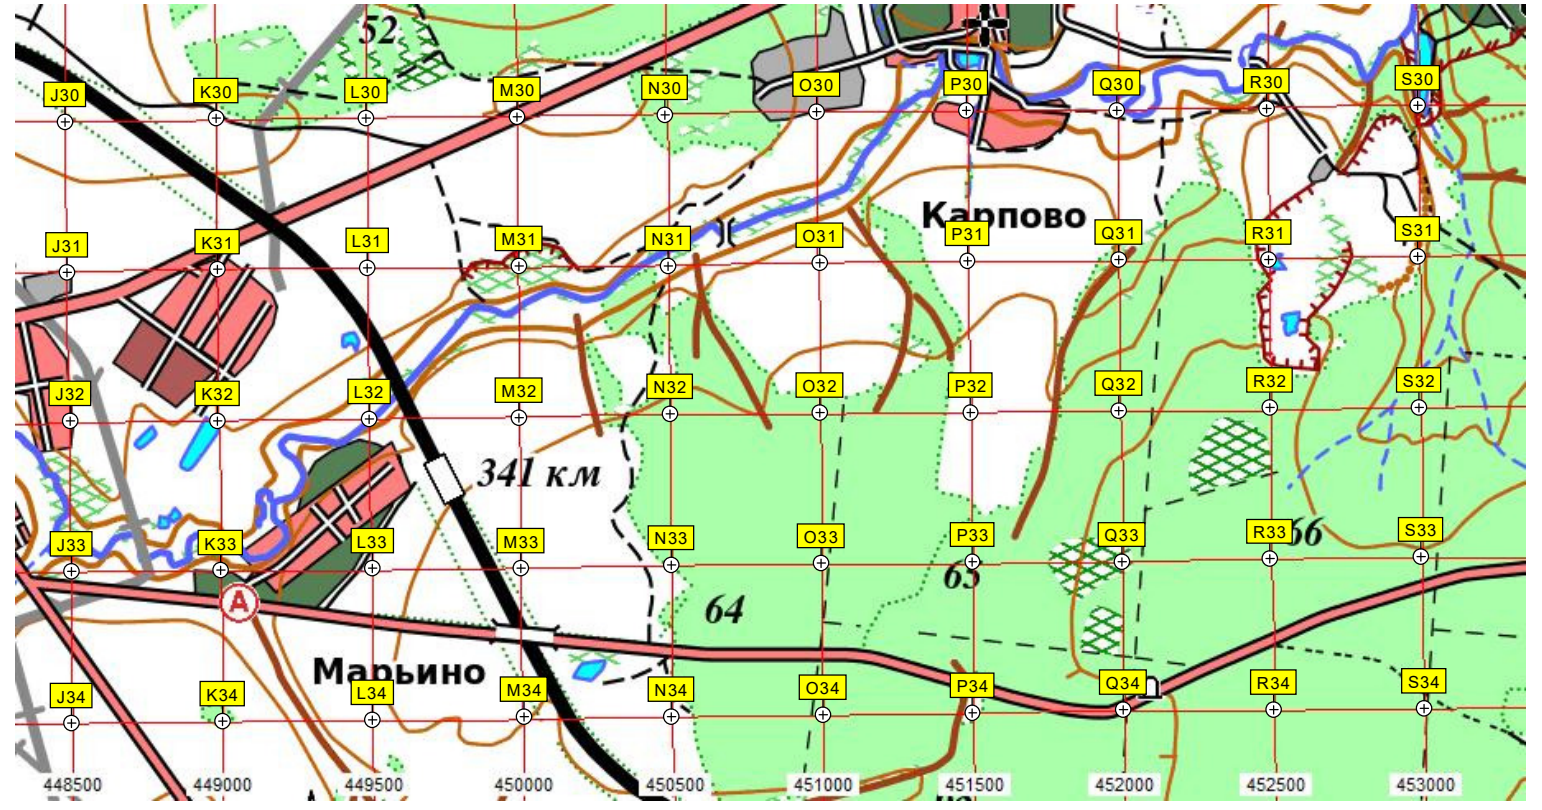 52
J30 K30 L30 M30 N30 O30 P30 Q30 R30 S30
Карпово
J31 K31 L31 M31 N31 O31 P31 Q31 R31 S31
J32 K32 L32 M32 N32 O32 P32 Q32 R32 S32
341 км
J33 K33 L33 M33 N33 O33 P33 Q33 R33 S33
66
65
A
64
Марьино
J34 K34 L34 M34 N34 O34 P34 Q34 R34 S34
448500 449000 449500 450000 450500 451000 451500 452000 452500 453000